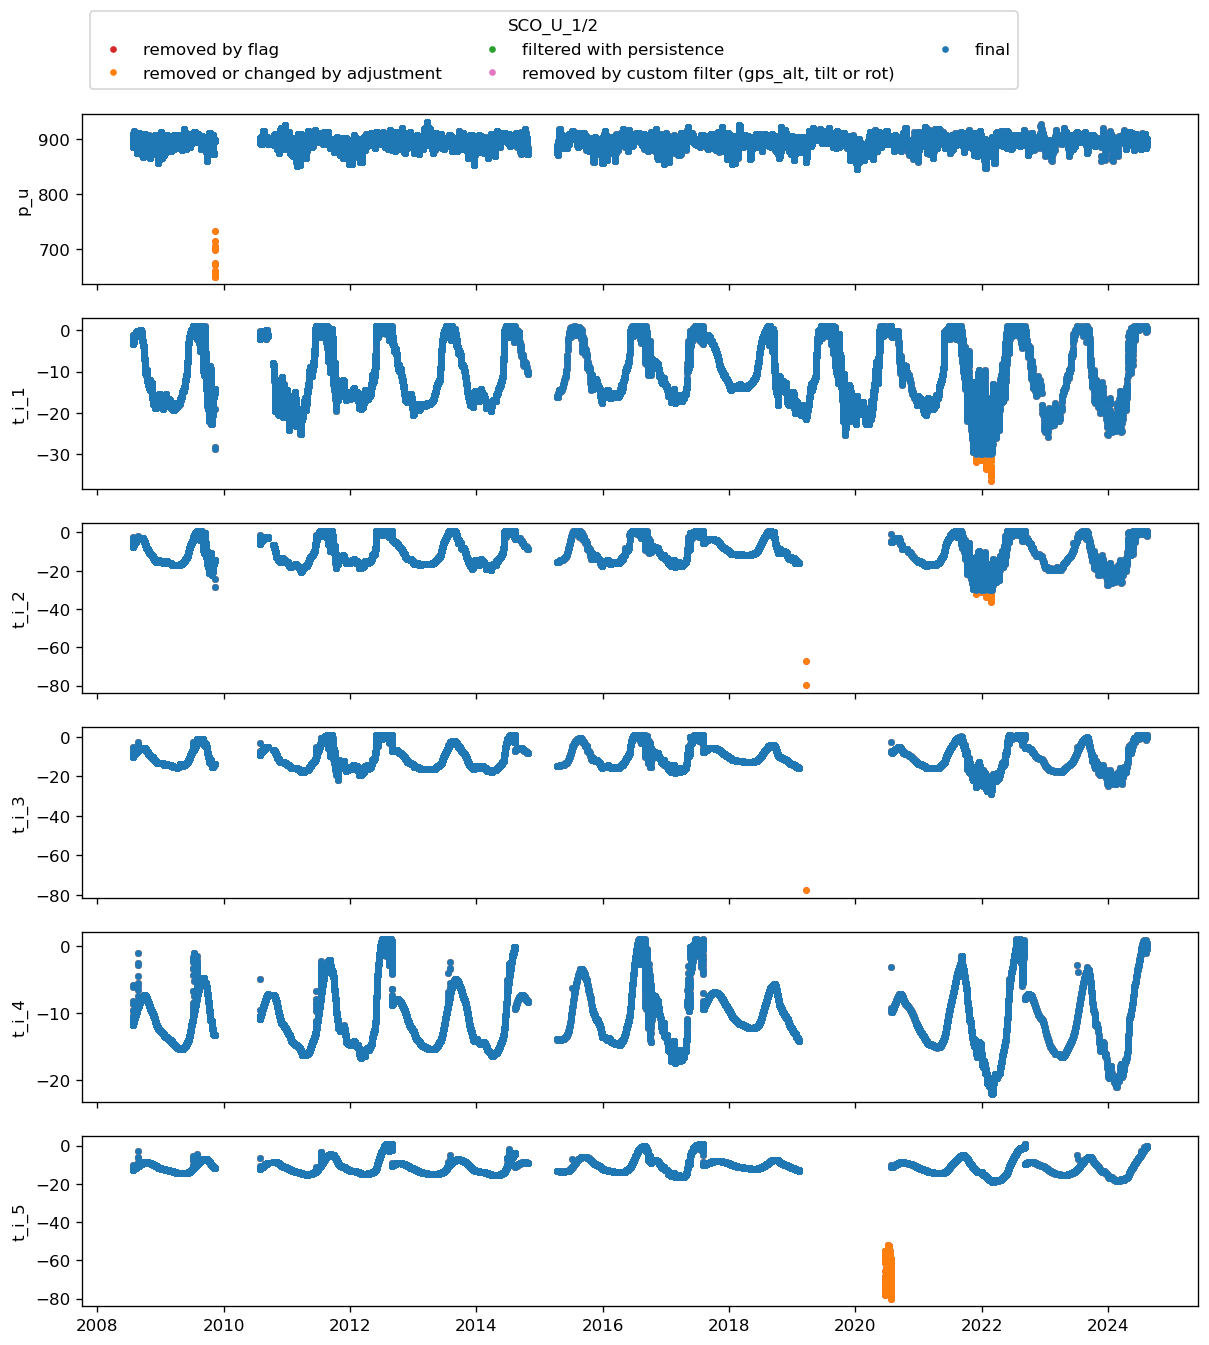 SCO_U_1/2
removed by flag
removed or changed by adjustment
filtered with persistence
removed by custom filter (gps_alt, tilt or rot)
final
900
800
700
p_u
2008
2010
2012
2014
2016
2018
2020
2022
2024
0
−10
−20
−30
t_i_1
0
−20
−40
−60
−80
t_i_2
0
−20
−40
−60
−80
t_i_3
0
−10
−20
t_i_4
0
−20
−40
−60
−80
t_i_5